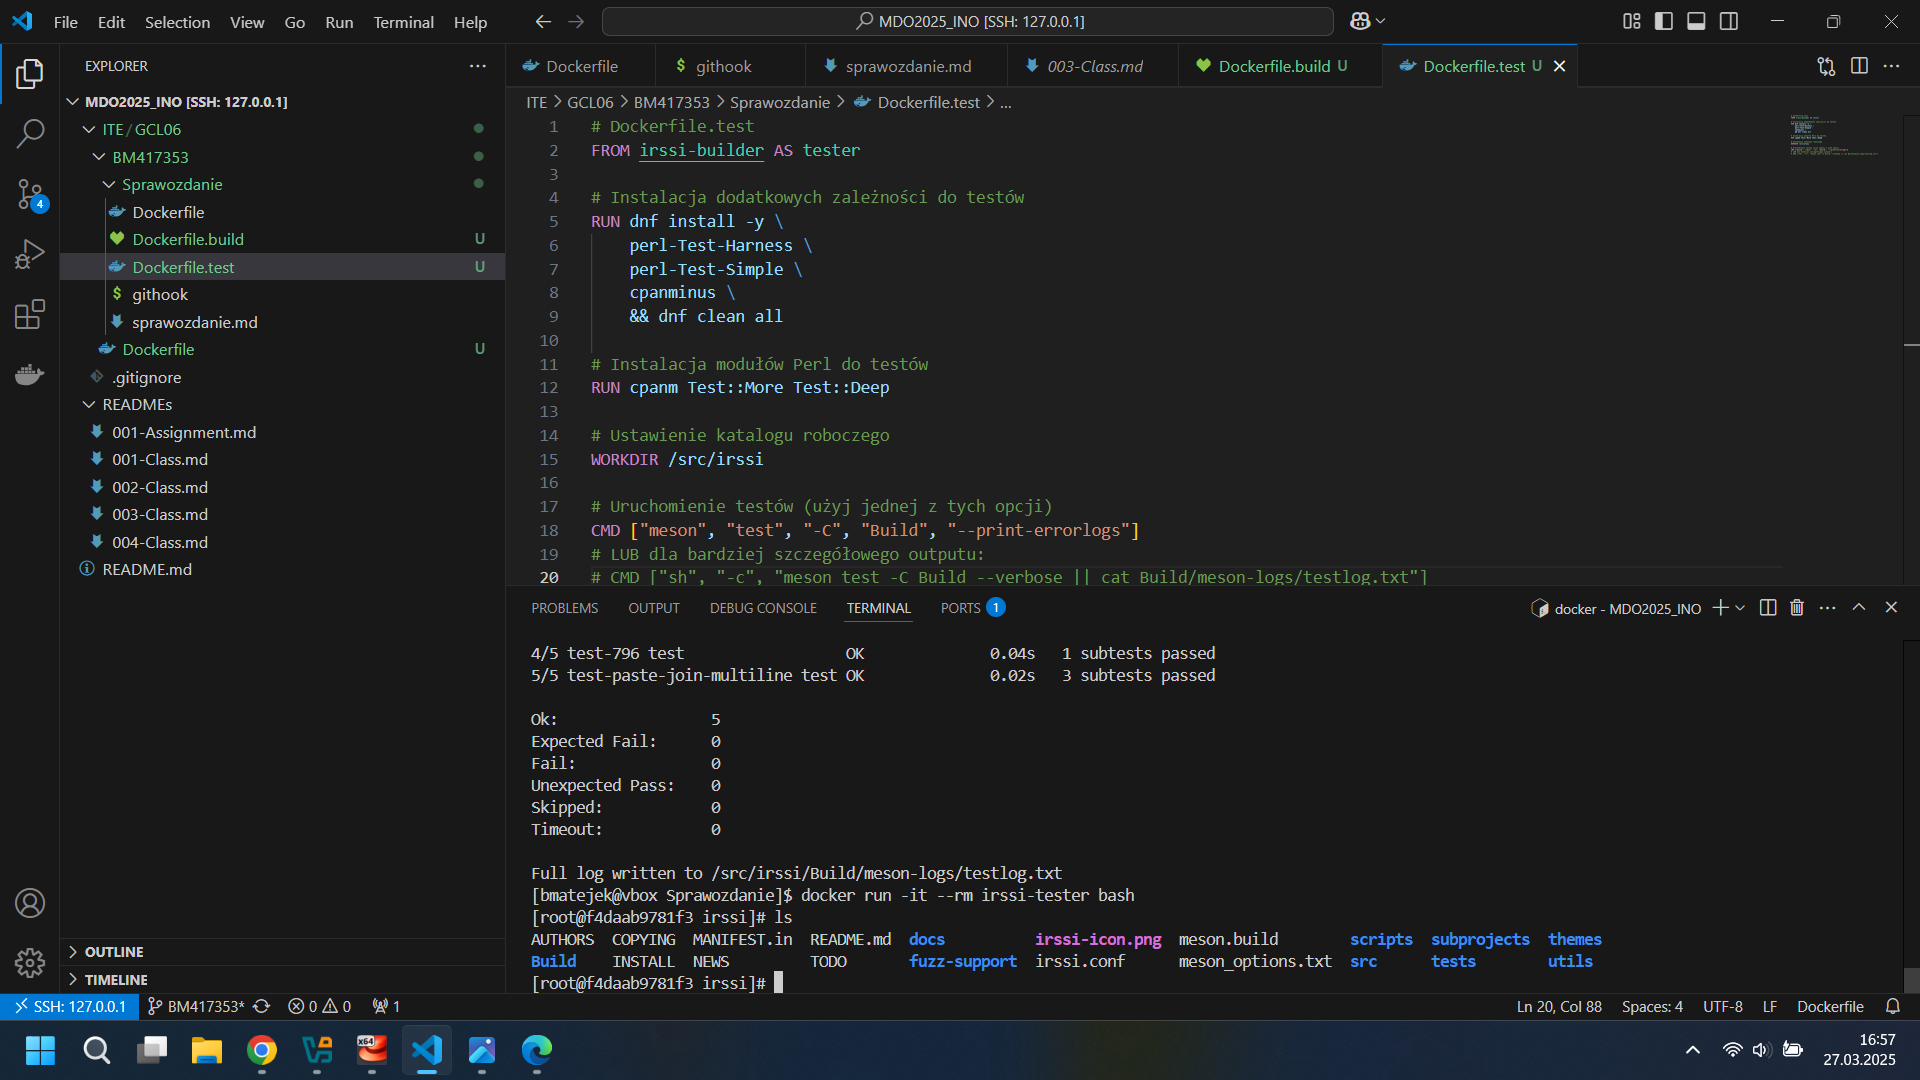 File Edit Selection View Go Run Terminal Help
MDO2025_INO [SSH: 127.0.0.1]
EXPLORER
MDO2025_INO [SSH: 127.0.0.1]
ITE / GCL06
BM417353
Sprawozdanie
Dockerfile
Dockerfile.build U
Dockerfile.test U
githook
sprawozdanie.md
Dockerfile U
.gitignore
READMEs
001-Assignment.md
001-Class.md
002-Class.md
003-Class.md
004-Class.md
README.md
OUTLINE
TIMELINE
4
Dockerfile githook sprawozdanie.md 003-Class.md Dockerfile.build U Dockerfile.test U
ITE > GCL06 > BM417353 > Sprawozdanie > Dockerfile.test > ...
1 # Dockerfile.test
2 FROM irssi-builder AS tester
3
4 # Instalacja dodatkowych zależności do testów
5 RUN dnf install -y \
6 perl-Test-Harness \
7 perl-Test-Simple \
8 cpanminus \
9 && dnf clean all
10
11 # Instalacja modułów Perl do testów
12 RUN cpanm Test::More Test::Deep
13
14 # Ustawienie katalogu roboczego
15 WORKDIR /src/irssi
16
17 # Uruchomienie testów (użyj jednej z tych opcji)
18 CMD ["meson", "test", "-C", "Build", "--print-errorlogs"]
19 # LUB dla bardziej szczegółowego outputu:
20 # CMD ["sh", "-c", "meson test -C Build --verbose || cat Build/meson-logs/testlog.txt"]
PROBLEMS OUTPUT DEBUG CONSOLE TERMINAL PORTS 1
docker - MDO2025_INO
4/5 test-796 test OK 0.04s 1 subtests passed
5/5 test-paste-join-multiline test OK 0.02s 3 subtests passed
Ok: 5
Expected Fail: 0
Fail: 0
Unexpected Pass: 0
Skipped: 0
Timeout: 0
Full log written to /src/irssi/Build/meson-logs/testlog.txt
[bmatejek@vbox Sprawozdanie]$ docker run -it --rm irssi-tester bash
[root@f4daab9781f3 irssi]# ls
AUTHORS COPYING MANIFEST.in README.md docs irssi-icon.png meson.build scripts subprojects themes
Build INSTALL NEWS TODO fuzz-support irssi.conf meson_options.txt src tests utils
[root@f4daab9781f3 irssi]#
SSH: 127.0.0.1 BM417353* 0 0 1
Ln 20, Col 88 Spaces: 4 UTF-8 LF Dockerfile
x64
16:57
27.03.2025